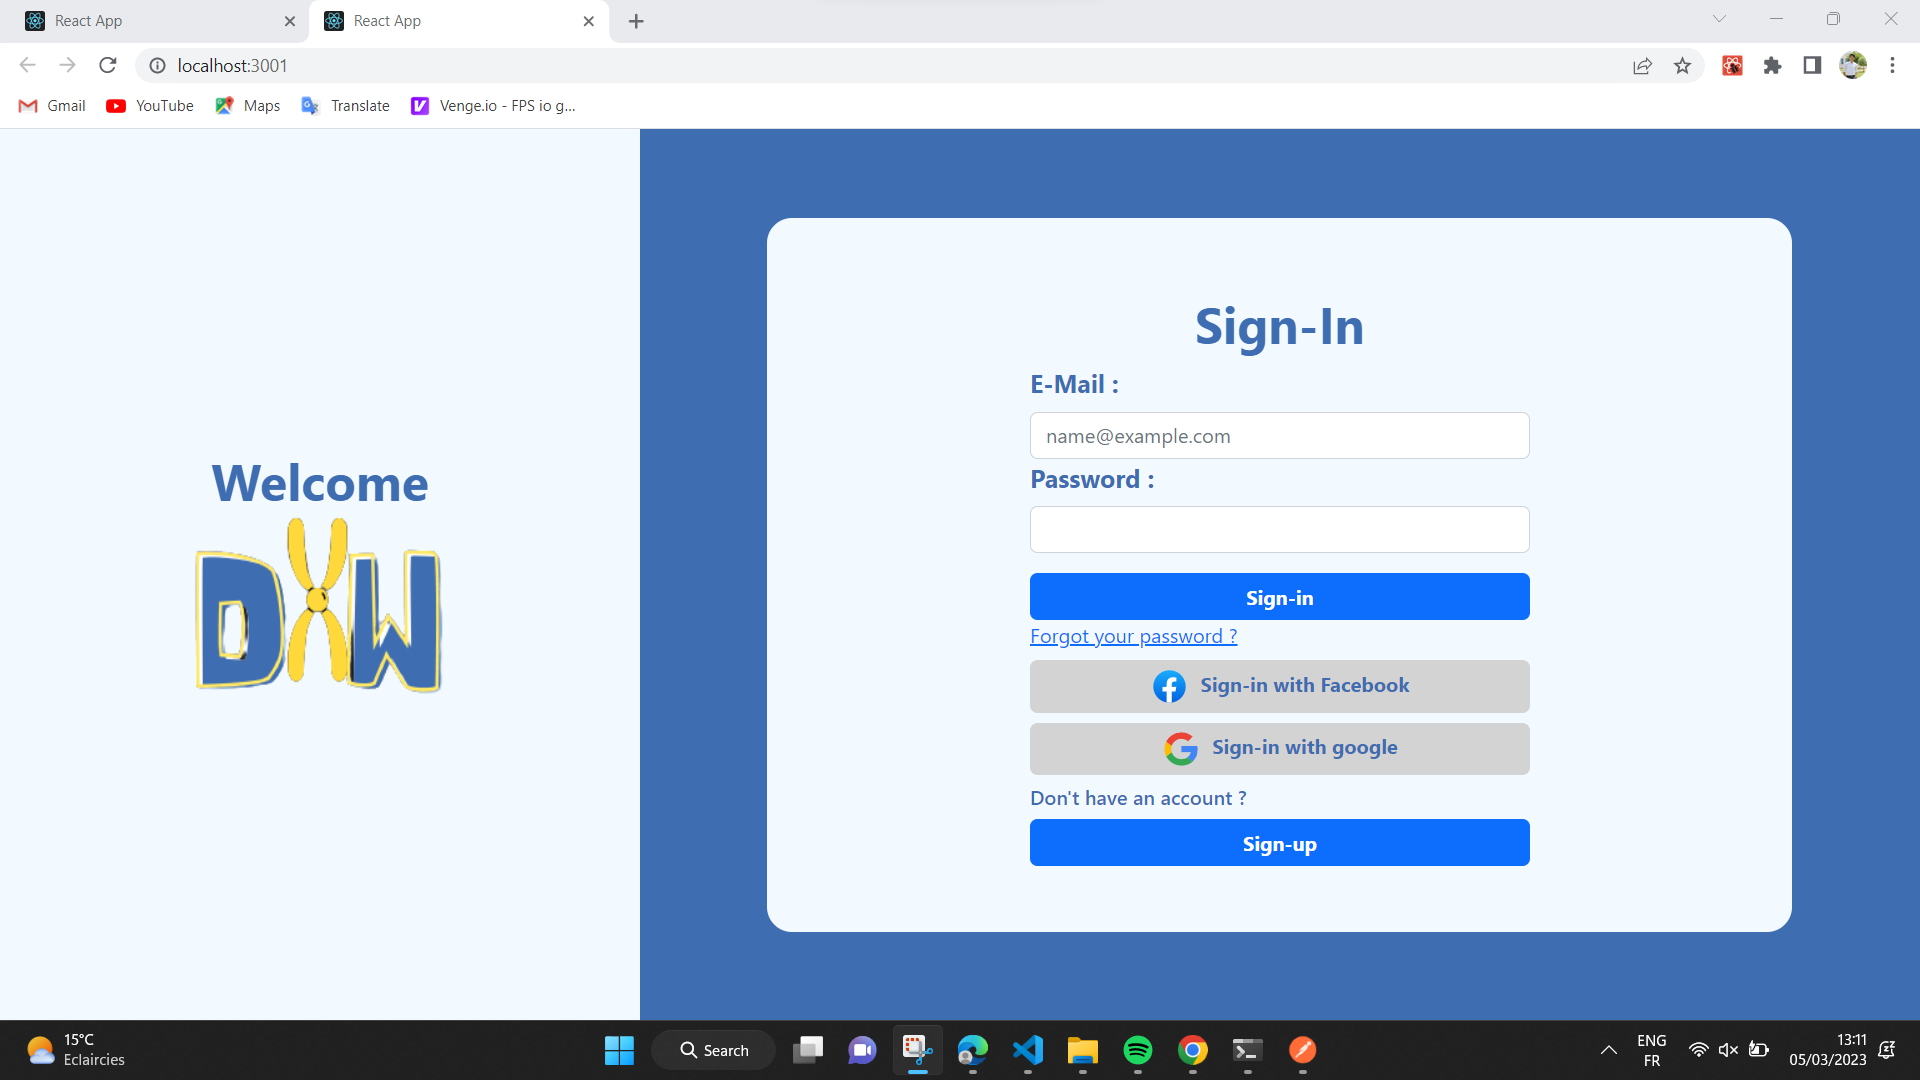 React App
React App
localhost:3001
Gmail
YouTube
Maps
Translate
Venge.io - FPS io g...
Welcome
DXW
Sign-In
E-Mail :
name@example.com
Password :
Sign-in
Forgot your password ?
Sign-in with Facebook
Sign-in with google
Don't have an account ?
Sign-up
15°C
Eclaircies
Search
ENG
FR
13:11
05/03/2023